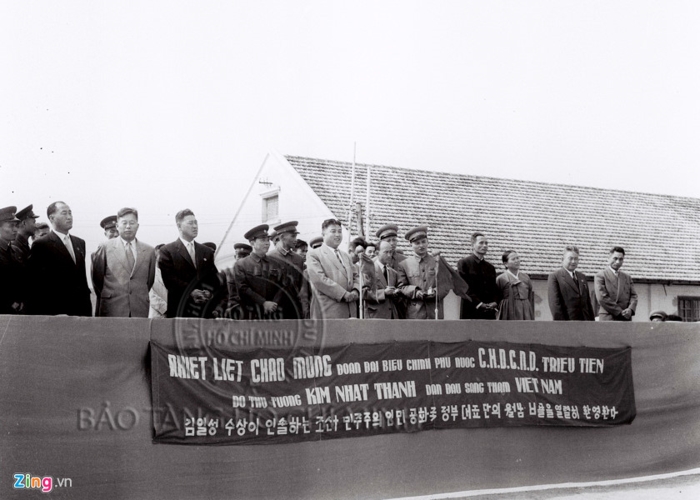 BẢO TÀNG
HỒ CHÍ MINH
NHIỆT LIỆT CHÀO MỪNG ĐOÀN ĐẠI BIỂU CHÍNH PHỦ NƯỚC C.H.D.C.N.D. TRIỀU TIÊN
DO THỦ TƯỚNG KIM NHẬT THÀNH DẪN ĐẦU SANG THĂM VIỆT NAM
김일성 수상이 인솔하는 조선 민주주의 인민 공화국 정부 대표단의 월남 방문을 열렬히 환영한다
BẢO TÀNG
Zing.vn